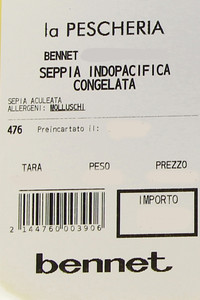 la PESCHERIA
BENNET
SEPPIA INDOPACIFICA
CONGELATA
SEPIA ACULEATA
ALLERGENI: MOLLUSCHI
476 Preincartato il:
TARA PESO PREZZO
IMPORTO
2 144760 003906
bennet